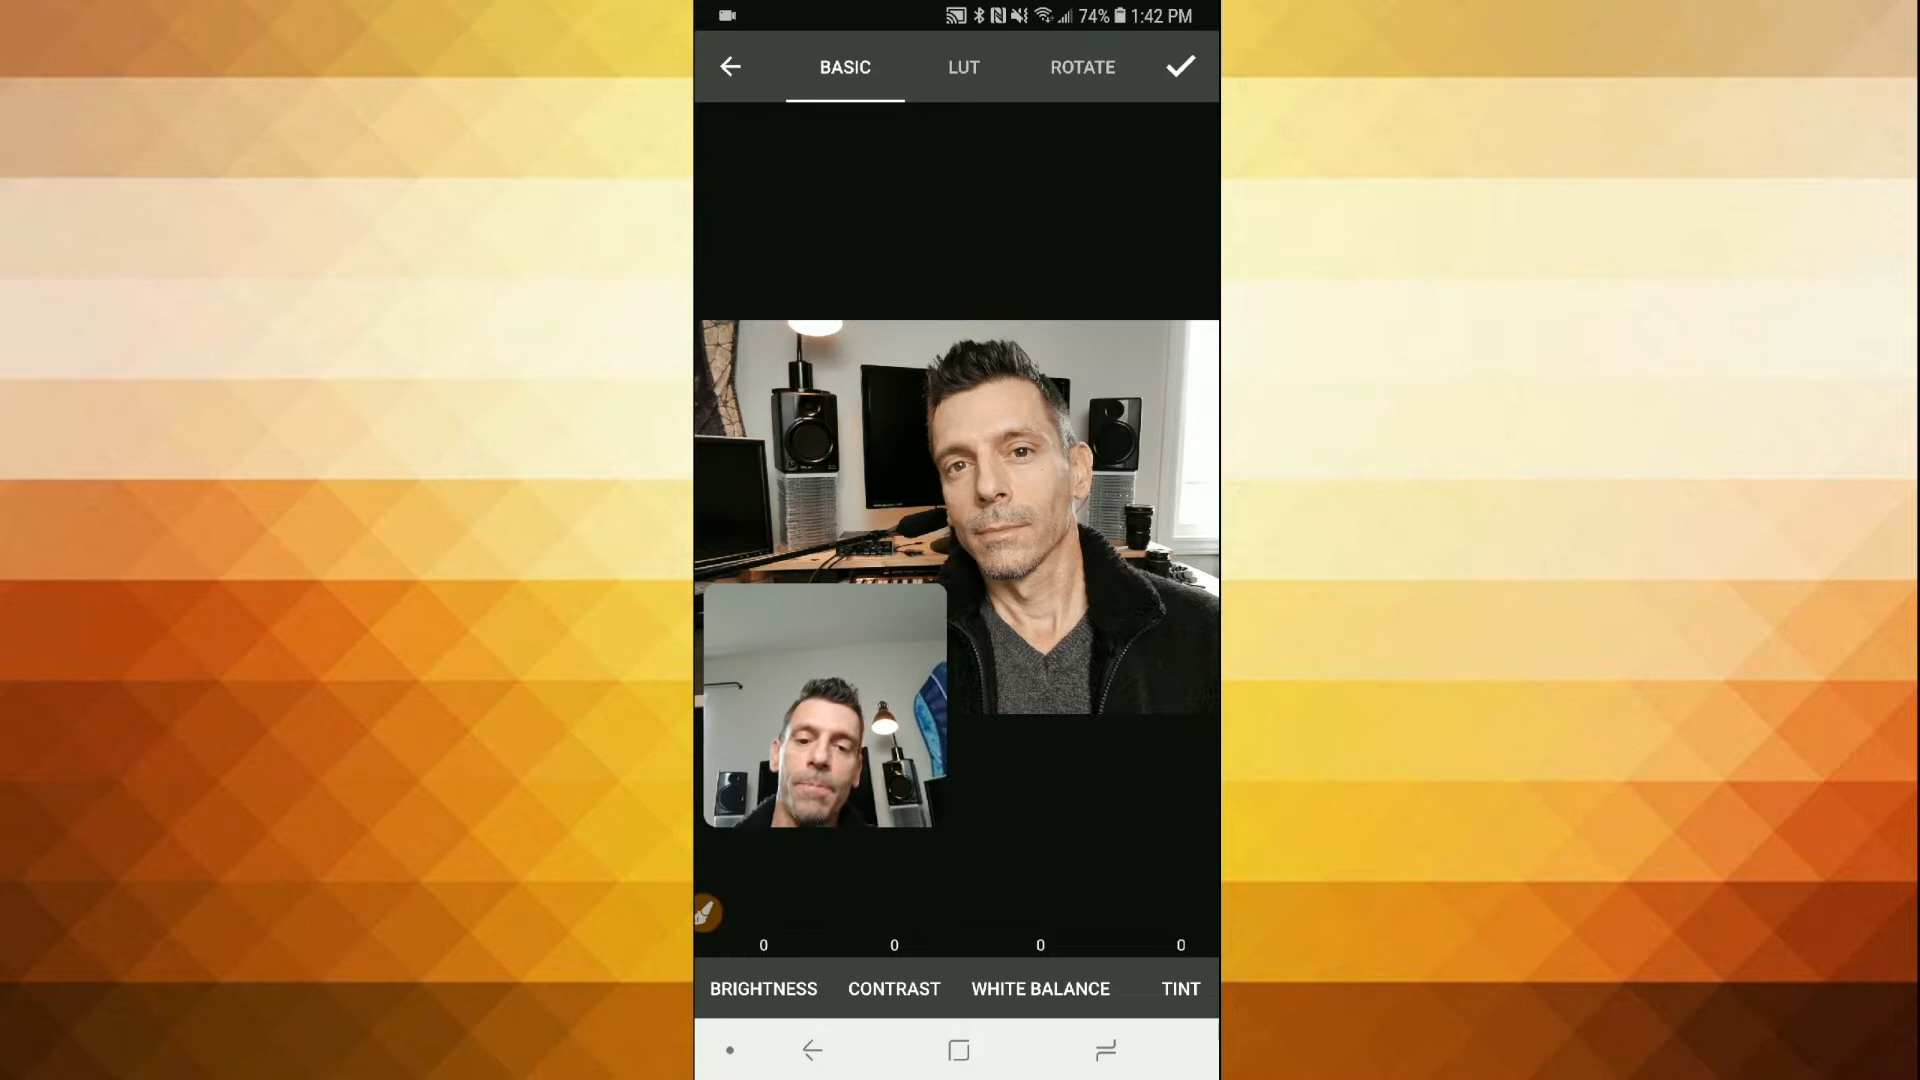 74% 1:42 PM
BASIC LUT ROTATE
0 0 0 0
BRIGHTNESS CONTRAST WHITE BALANCE TINT